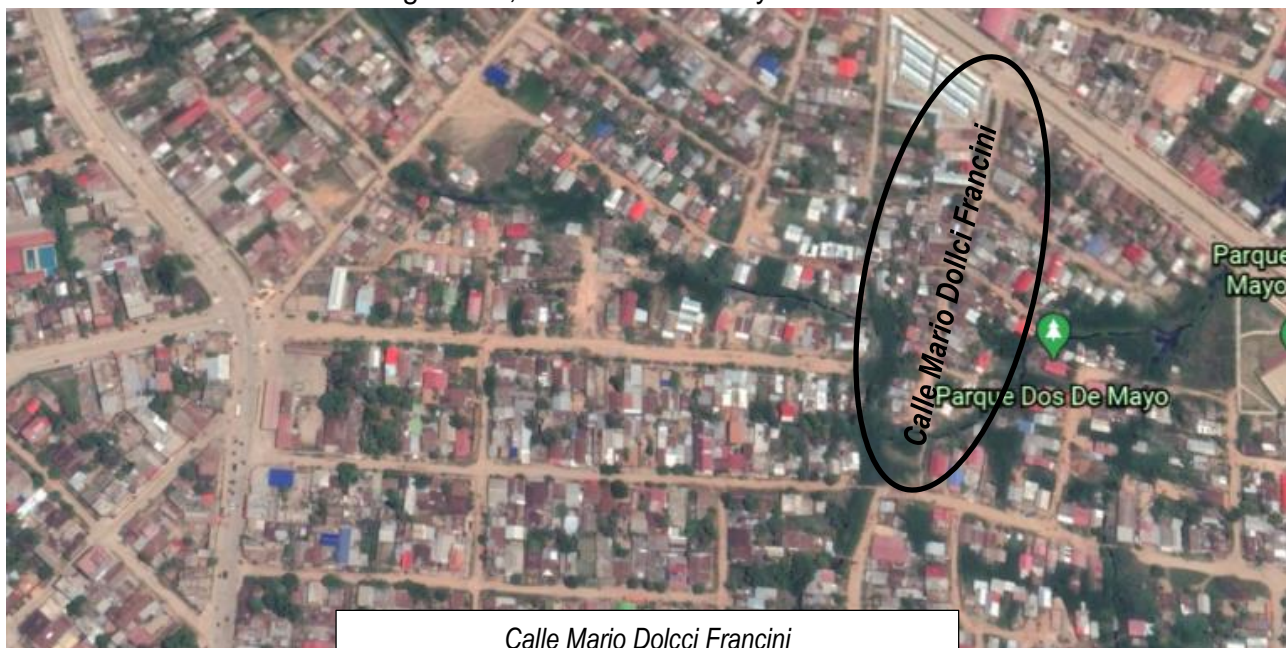 Calle Mario Dollci Francini
Parque
Mayo
Parque Dos De Mayo
Calle Mario Dolcci Francini